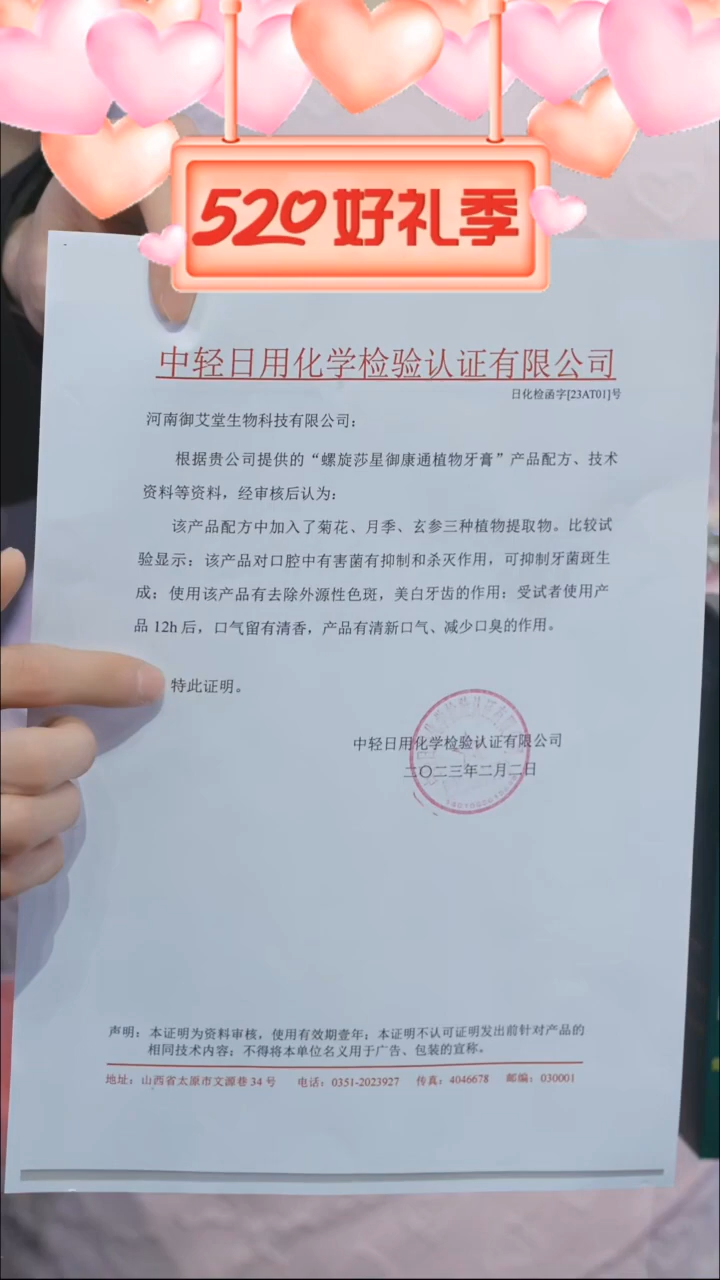 520好礼季
中轻日用化学检验认证有限公司
日化检函字[23AT01]号
河南御艾堂生物科技有限公司：
根据贵公司提供的“螺旋莎星御康通植物牙膏”产品配方、技术
资料等资料，经审核后认为：
该产品配方中加入了菊花、月季、玄参三种植物提取物。比较试
验显示：该产品对口腔中有害菌有抑制和杀灭作用，可抑制牙菌斑生
成；使用该产品有去除外源性色斑，美白牙齿的作用；受试者使用产
品 12h 后，口气留有清香，产品有清新口气、减少口臭的作用。
特此证明。
中轻日用化学检验认证有限公司
二〇二三年二月二日
声明：本证明为资料审核，使用有效期壹年；本证明不认可证明发出前针对产品的
相同技术内容；不得将本单位名义用于广告、包装的宣称。
地址：山西省太原市文源巷 34 号 电话：0351-2023927 传真：4046678 邮编：030001